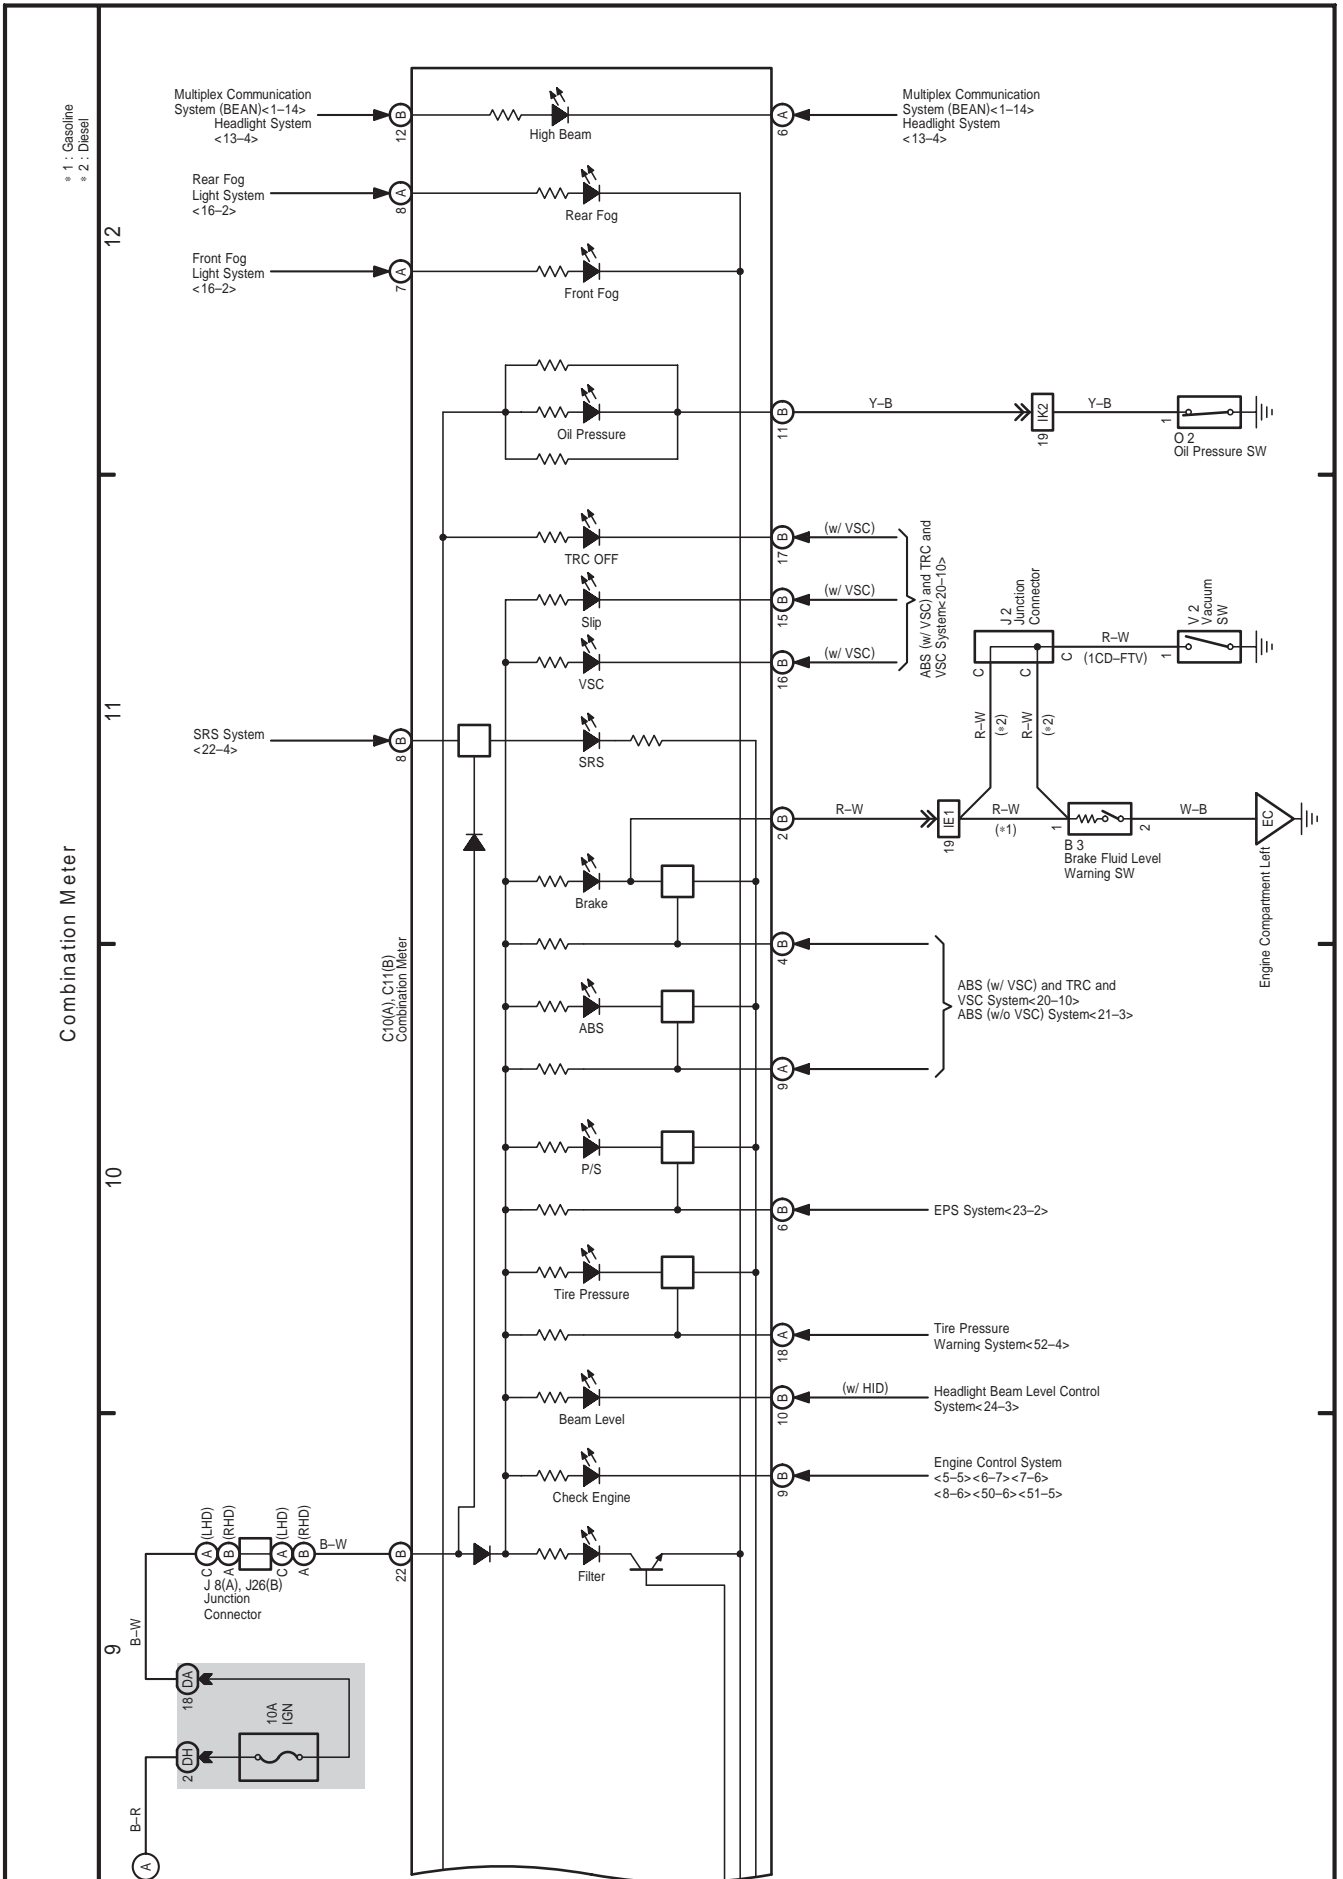 Combination Meter
* 1 : Gasoline
* 2 : Diesel
12
11
10
9
Multiplex Communication
System (BEAN)<1–14>
Headlight System
<13–4>
B
12
High Beam
A
6
Multiplex Communication
System (BEAN)<1–14>
Headlight System
<13–4>
Rear Fog
Light System
<16–2>
A
8
Rear Fog
Front Fog
Light System
<16–2>
A
7
Front Fog
Oil Pressure
B
11
Y–B
IK2
19
Y–B
1
O 2
Oil Pressure SW
TRC OFF
B
17
(w/ VSC)
Slip
B
15
(w/ VSC)
VSC
B
16
(w/ VSC)
ABS (w/ VSC) and TRC and
VSC System<20–10>
J 2
Junction
Connector
C
C
C
R–W
(1CD–FTV)
1
V 2
Vacuum
SW
R–W
(*2)
R–W
(*2)
SRS System
<22–4>
B
8
SRS
B
2
R–W
IE1
19
R–W
(*1)
1
2
B 3
Brake Fluid Level
Warning SW
W–B
EC
Engine Compartment Left
Brake
C10(A), C11(B)
Combination Meter
B
4
ABS
A
9
ABS (w/ VSC) and TRC and
VSC System<20–10>
ABS (w/o VSC) System<21–3>
P/S
B
6
EPS System<23–2>
Tire Pressure
A
18
Tire Pressure
Warning System<52–4>
Beam Level
B
10
(w/ HID)
Headlight Beam Level Control
System<24–3>
Check Engine
B
9
Engine Control System
<5–5><6–7><7–6>
<8–6><50–6><51–5>
(LHD)
(RHD)
(LHD)
(RHD)
A
B
A
B
C
A
C
A
J 8(A), J26(B)
Junction
Connector
B–W
B
22
Filter
B–W
DA
18
10A
IGN
DH
2
B–R
A